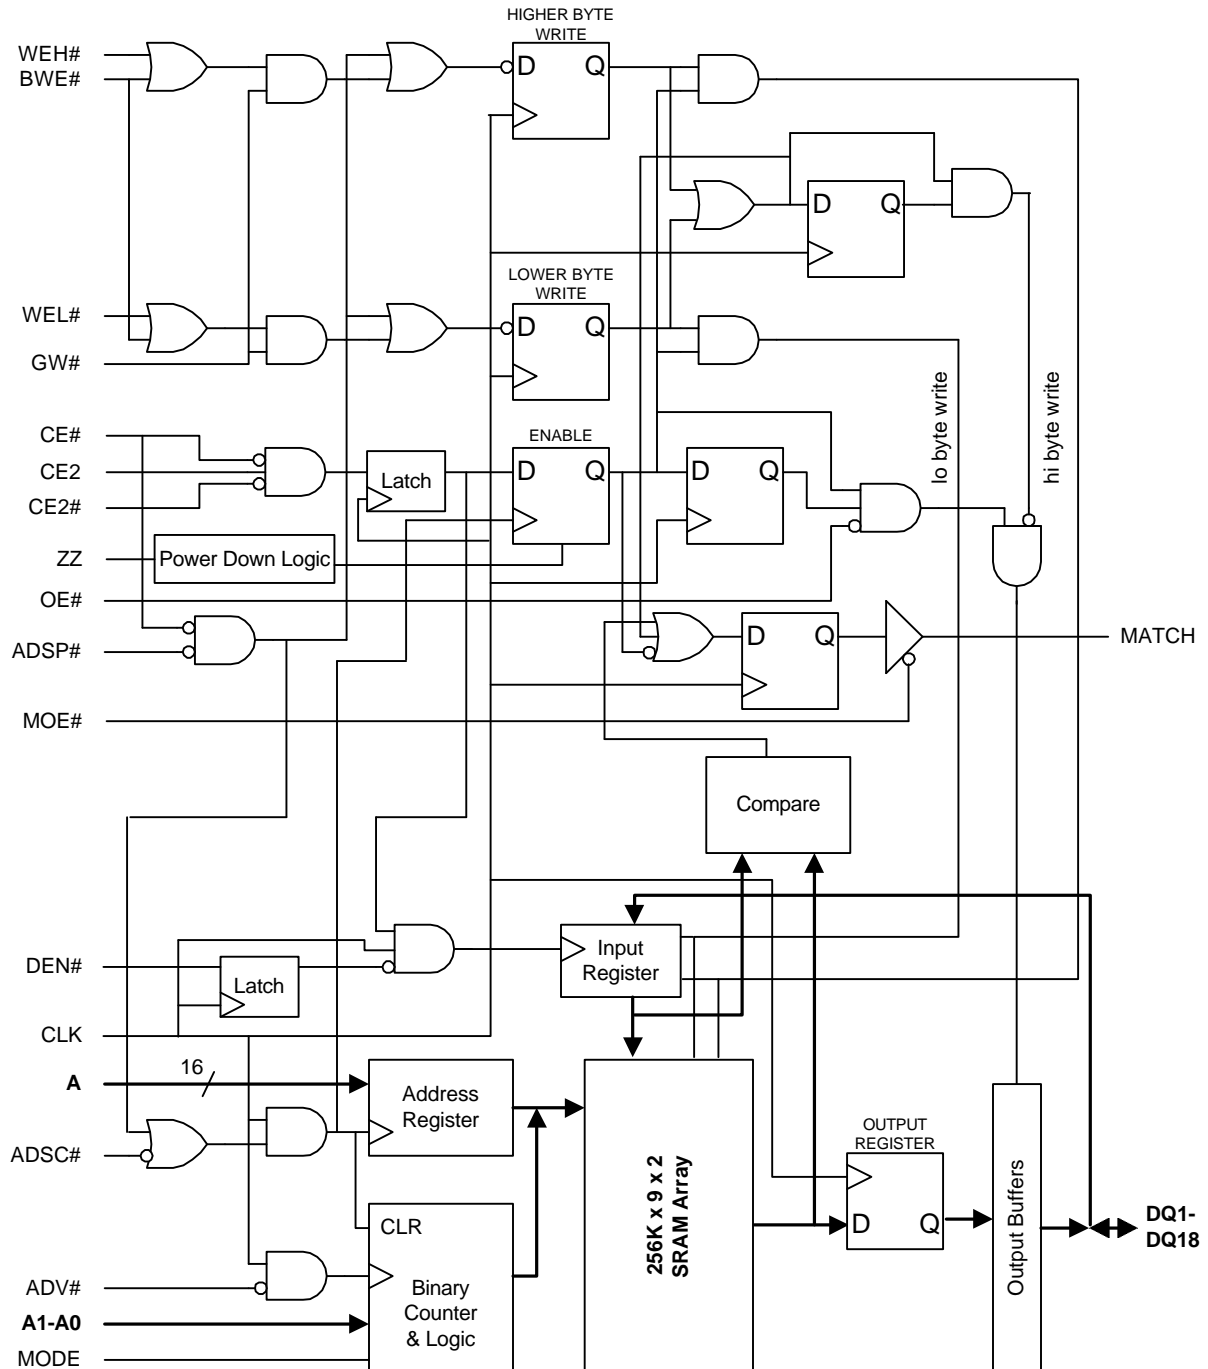 HIGHER BYTE
WRITE
WEH#
BWE#
D Q
D Q
LOWER BYTE
WRITE
WEL#
GW#
D Q
lo byte write
hi byte write
CE#
CE2
CE2#
Latch
ENABLE
D Q
D Q
ZZ
Power Down Logic
OE#
ADSP#
D Q
MATCH
MOE#
Compare
DEN#
Latch
Input
Register
CLK
A
16
Address
Register
ADSC#
256K x 9 x 2
SRAM Array
OUTPUT
REGISTER
D Q
Output Buffers
DQ1-
DQ18
CLR
Binary
Counter
& Logic
ADV#
A1-A0
MODE